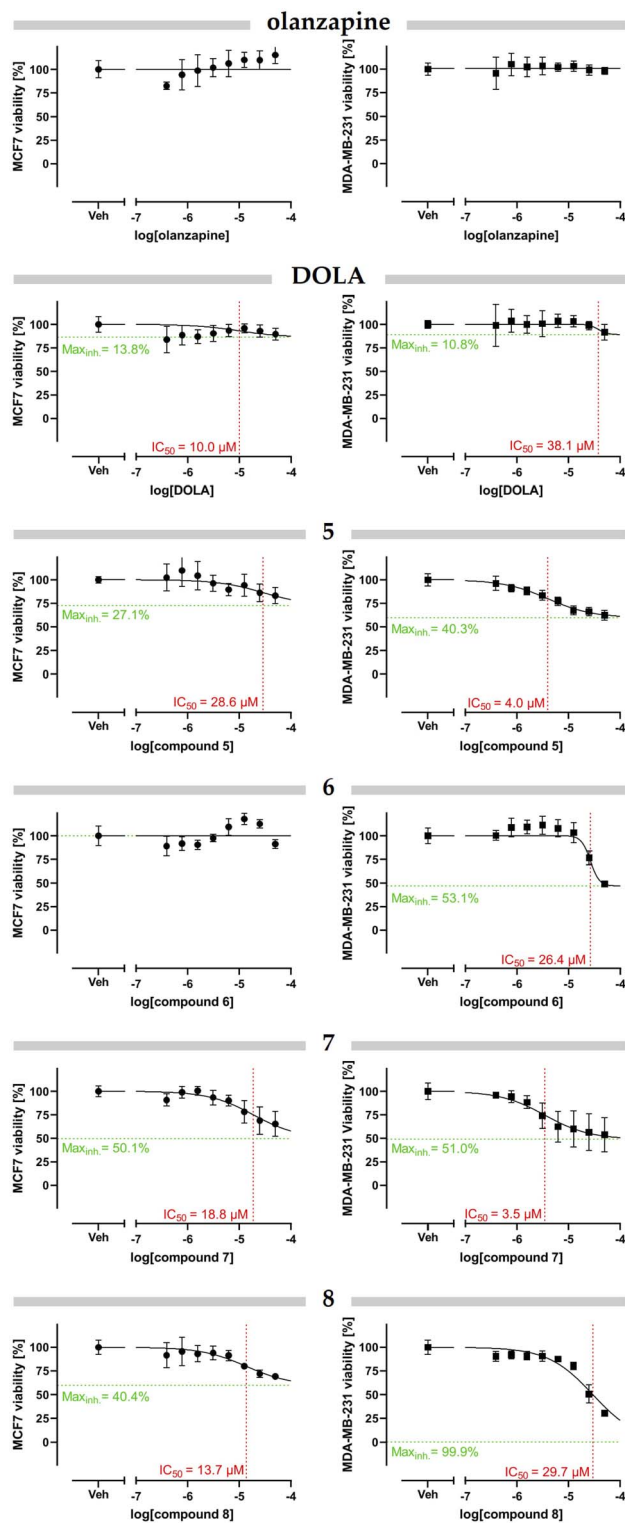 olanzapine
MCF7 viability [%]
100
75
50
25
0
Veh
-7
-6
-5
-4
log[olanzapine]
MDA-MB-231 viability [%]
100
75
50
25
0
Veh
-7
-6
-5
-4
log[olanzapine]
DOLA
MCF7 viability [%]
100
75
50
25
0
Max_inh. = 13.8%
IC50 = 10.0 µM
Veh
-7
-6
-5
-4
log[DOLA]
MDA-MB-231 viability [%]
100
75
50
25
0
Max_inh. = 10.8%
IC50 = 38.1 µM
Veh
-7
-6
-5
-4
log[DOLA]
5
MCF7 viability [%]
100
75
50
25
0
Max_inh. = 27.1%
IC50 = 28.6 µM
Veh
-7
-6
-5
-4
log[compound 5]
MDA-MB-231 viability [%]
100
75
50
25
0
Max_inh. = 40.3%
IC50 = 4.0 µM
Veh
-7
-6
-5
-4
log[compound 5]
6
MCF7 viability [%]
100
75
50
25
0
Veh
-7
-6
-5
-4
log[compound 6]
MDA-MB-231 viability [%]
100
75
50
25
0
Max_inh. = 53.1%
IC50 = 26.4 µM
Veh
-7
-6
-5
-4
log[compound 6]
7
MCF7 viability [%]
100
75
50
25
0
Max_inh. = 50.1%
IC50 = 18.8 µM
Veh
-7
-6
-5
-4
log[compound 7]
MDA-MB-231 Viability [%]
100
75
50
25
0
Max_inh. = 51.0%
IC50 = 3.5 µM
Veh
-7
-6
-5
-4
log[compound 7]
8
MCF7 viability [%]
100
75
50
25
0
Max_inh. = 40.4%
IC50 = 13.7 µM
Veh
-7
-6
-5
-4
log[compound 8]
MDA-MB-231 viability [%]
100
75
50
25
0
Max_inh. = 99.9%
IC50 = 29.7 µM
Veh
-7
-6
-5
-4
log[compound 8]